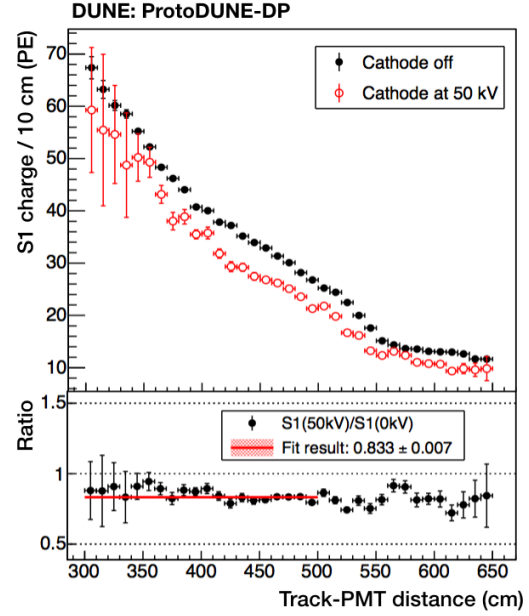 DUNE: ProtoDUNE-DP
S1 charge / 10 cm (PE)
70
60
50
40
30
20
10
Cathode off
Cathode at 50 kV
Ratio
1.5
1
0.5
S1(50kV)/S1(0kV)
Fit result: 0.833 ± 0.007
300 350 400 450 500 550 600 650
Track-PMT distance (cm)